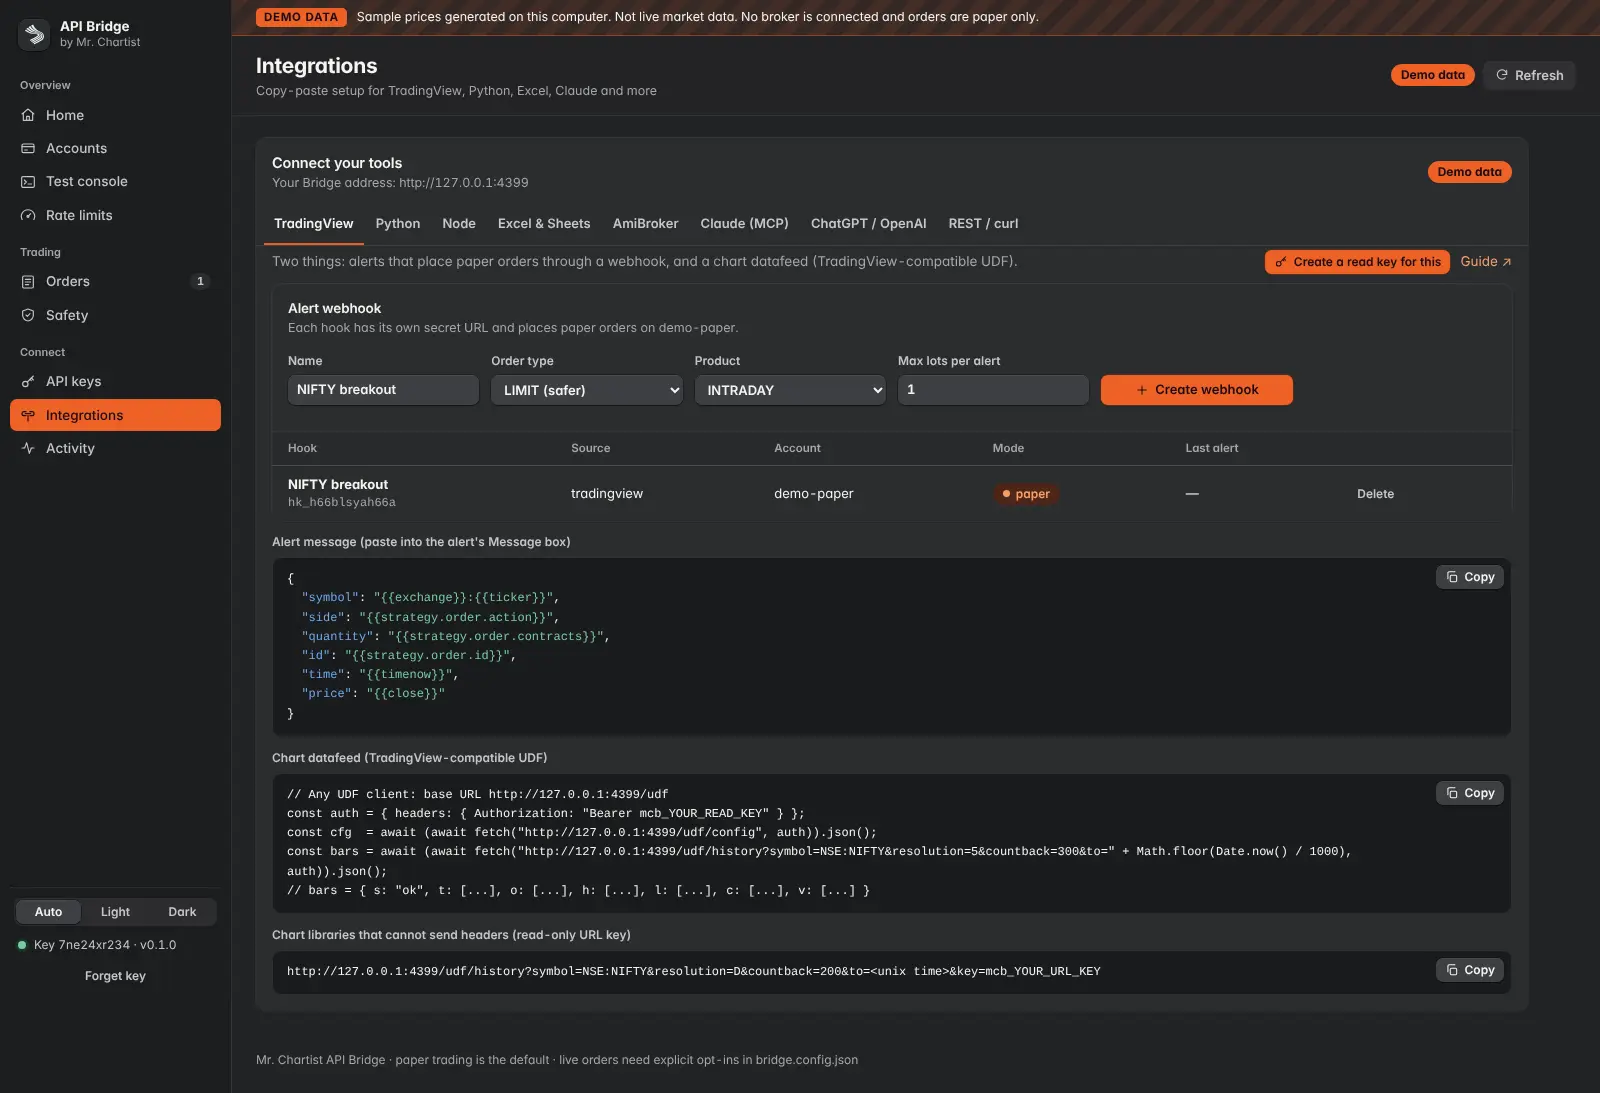 API Bridge
by Mr. Chartist
Overview
Home
Accounts
Test console
Rate limits
Trading
Orders 1
Safety
Connect
API keys
Integrations
Activity
Auto Light Dark
Key 7ne24xr234 · v0.1.0
Forget key
DEMO DATA Sample prices generated on this computer. Not live market data. No broker is connected and orders are paper only.
Integrations
Copy-paste setup for TradingView, Python, Excel, Claude and more
Demo data Refresh
Connect your tools
Your Bridge address: http://127.0.0.1:4399
Demo data
TradingView Python Node Excel & Sheets AmiBroker Claude (MCP) ChatGPT / OpenAI REST / curl
Two things: alerts that place paper orders through a webhook, and a chart datafeed (TradingView-compatible UDF).
Create a read key for this Guide ↗
Alert webhook
Each hook has its own secret URL and places paper orders on demo-paper.
Name Order type Product Max lots per alert
NIFTY breakout LIMIT (safer) INTRADAY 1 + Create webhook
Hook Source Account Mode Last alert
NIFTY breakout tradingview demo-paper paper — Delete
hk_h66blsyah66a
Alert message (paste into the alert's Message box)
Copy
{
"symbol": "{{exchange}}:{{ticker}}",
"side": "{{strategy.order.action}}",
"quantity": "{{strategy.order.contracts}}",
"id": "{{strategy.order.id}}",
"time": "{{timenow}}",
"price": "{{close}}"
}
Chart datafeed (TradingView-compatible UDF)
Copy
// Any UDF client: base URL http://127.0.0.1:4399/udf
const auth = { headers: { Authorization: "Bearer mcb_YOUR_READ_KEY" } };
const cfg  = await (await fetch("http://127.0.0.1:4399/udf/config", auth)).json();
const bars = await (await fetch("http://127.0.0.1:4399/udf/history?symbol=NSE:NIFTY&resolution=5&countback=300&to=" + Math.floor(Date.now() / 1000),
auth)).json();
// bars = { s: "ok", t: [...], o: [...], h: [...], l: [...], c: [...], v: [...] }
Chart libraries that cannot send headers (read-only URL key)
http://127.0.0.1:4399/udf/history?symbol=NSE:NIFTY&resolution=D&countback=200&to=<unix time>&key=mcb_YOUR_URL_KEY
Copy
Mr. Chartist API Bridge · paper trading is the default · live orders need explicit opt-ins in bridge.config.json